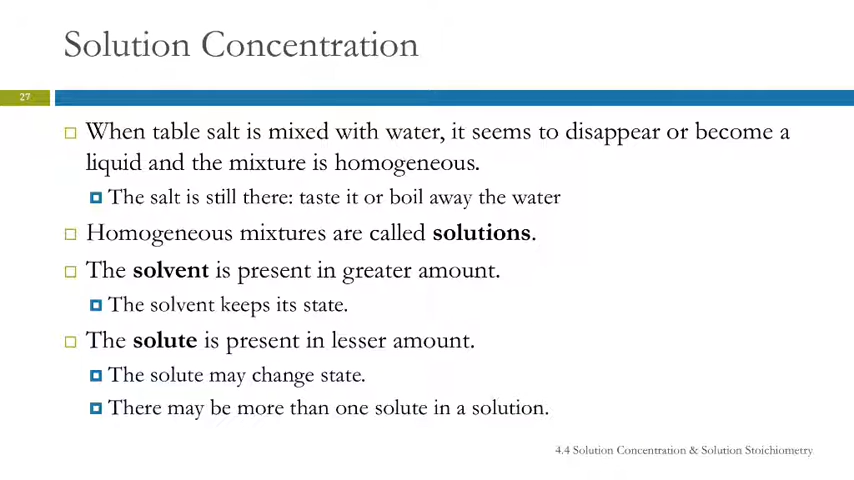 Solution Concentration
27
When table salt is mixed with water, it seems to disappear or become a
liquid and the mixture is homogeneous.
The salt is still there: taste it or boil away the water
Homogeneous mixtures are called solutions.
The solvent is present in greater amount.
The solvent keeps its state.
The solute is present in lesser amount.
The solute may change state.
There may be more than one solute in a solution.
4.4 Solution Concentration & Solution Stoichiometry